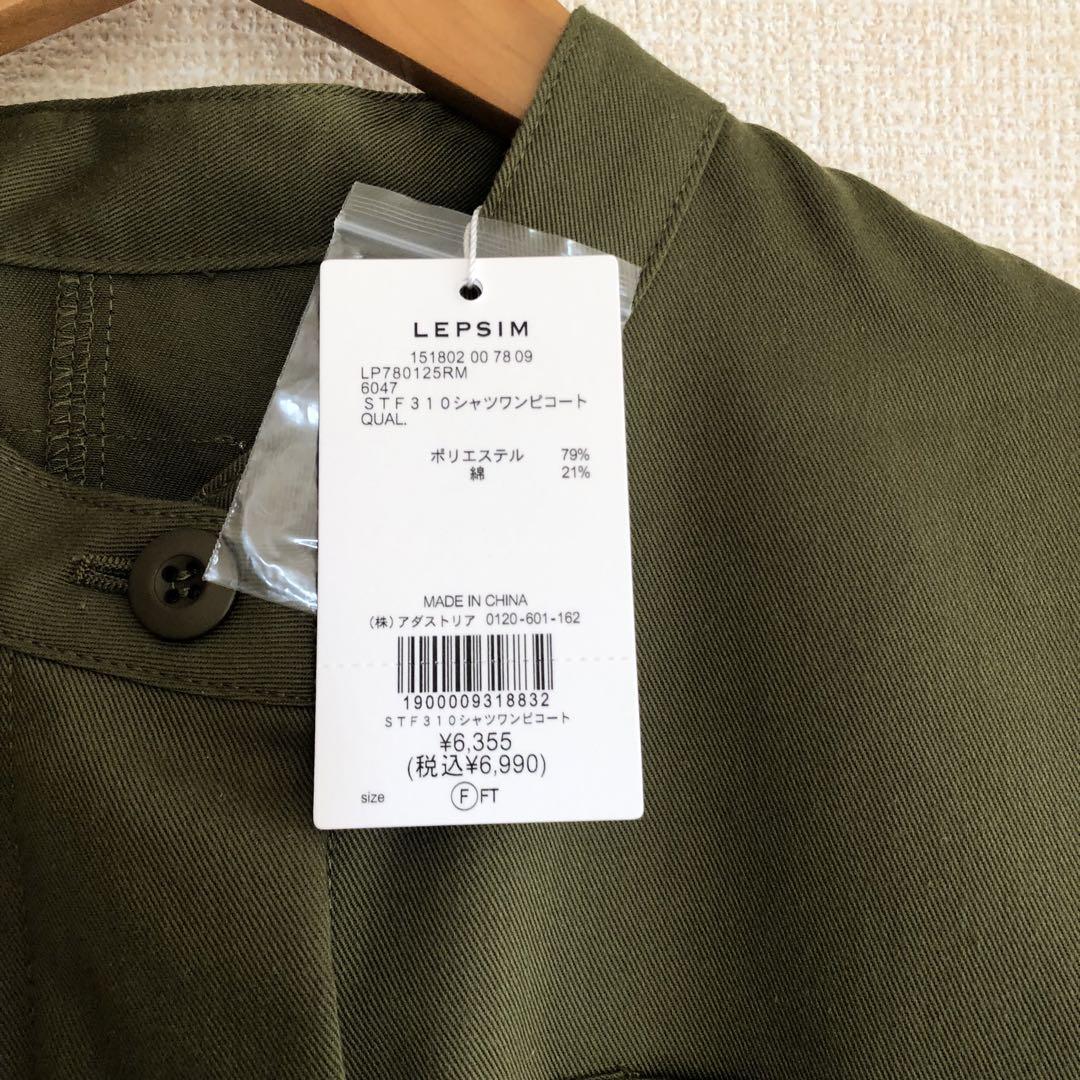 LEPSIM
151802 00 78 09
LP780125RM
6047
ＳＴＦ３１０シャツワンピコート
QUAL.
ポリエステル 79%
綿 21%
MADE IN CHINA
(株)アダストリア 0120-601-162
1900009318832
ＳＴＦ３１０シャツワンピコート
¥6,355
(税込¥6,990)
size Ⓕ FT